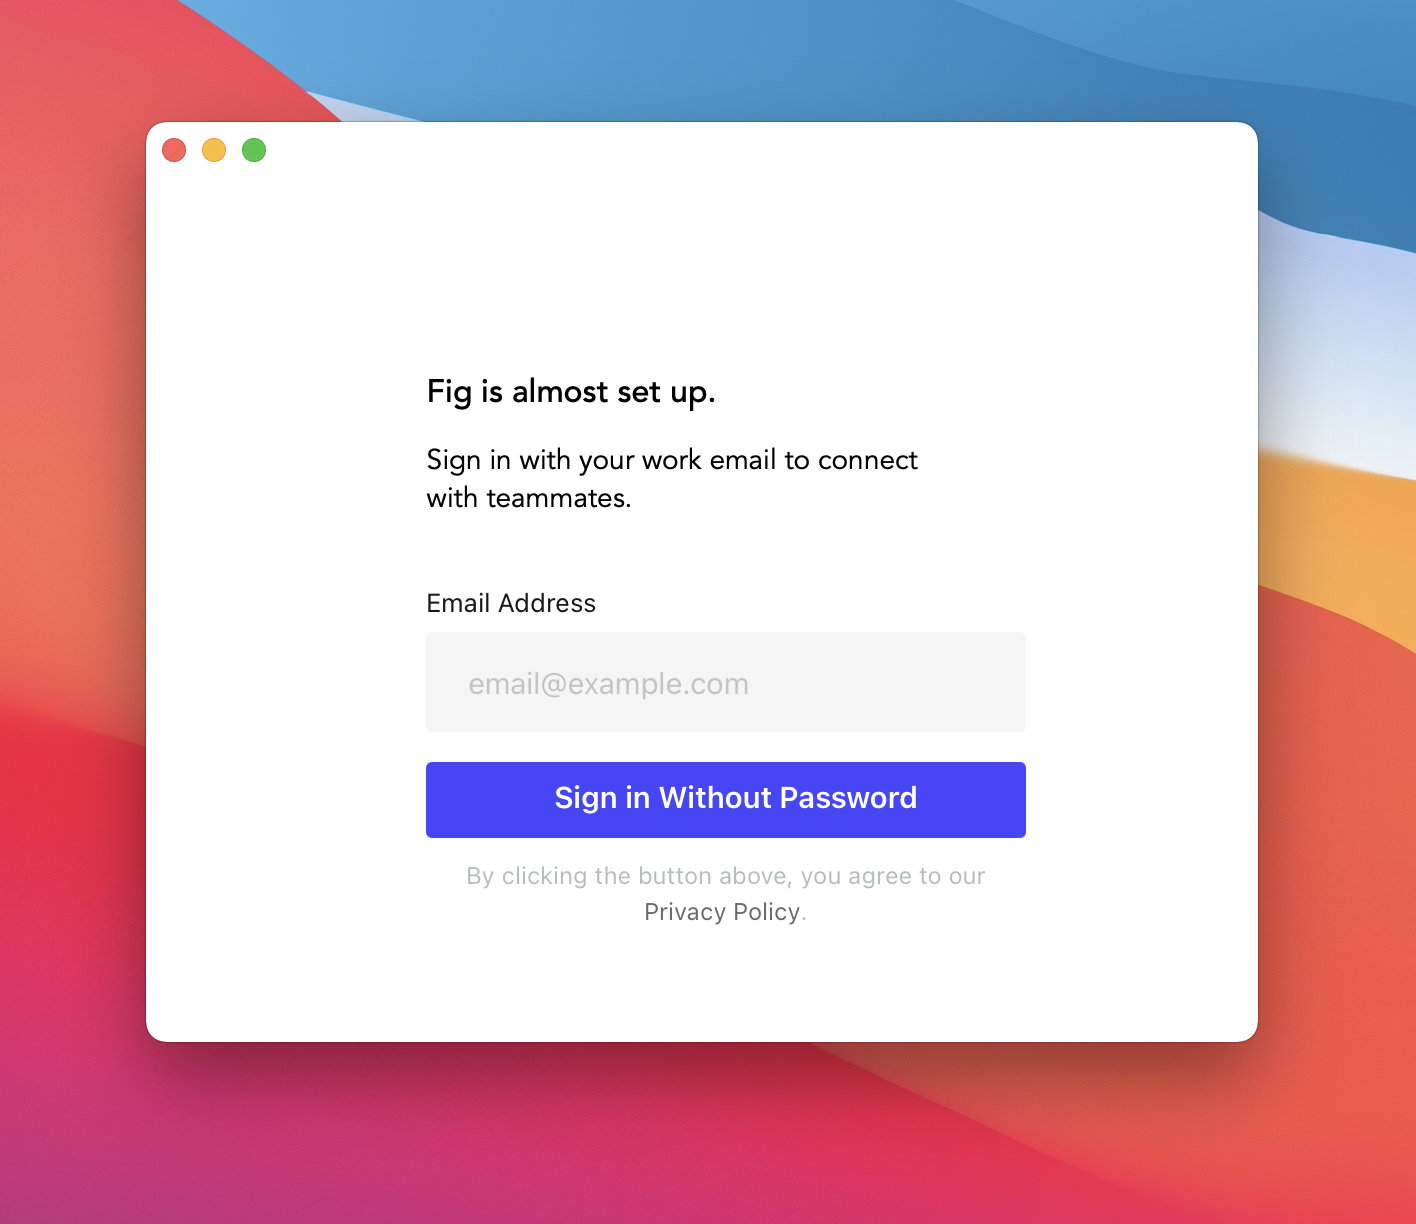 Fig is almost set up.
Sign in with your work email to connect
with teammates.
Email Address
email@example.com
Sign in Without Password
By clicking the button above, you agree to our
Privacy Policy.